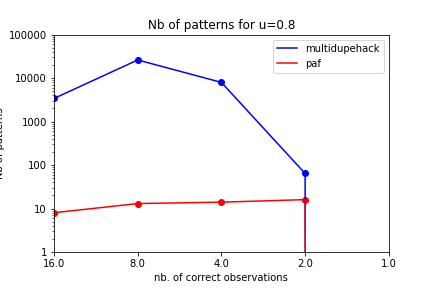 Nb of patterns for u=0.8
100000
10000
1000
100
10
1
Nb of patterns
multidupehack
paf
16.0 8.0 4.0 2.0 1.0
nb. of correct observations